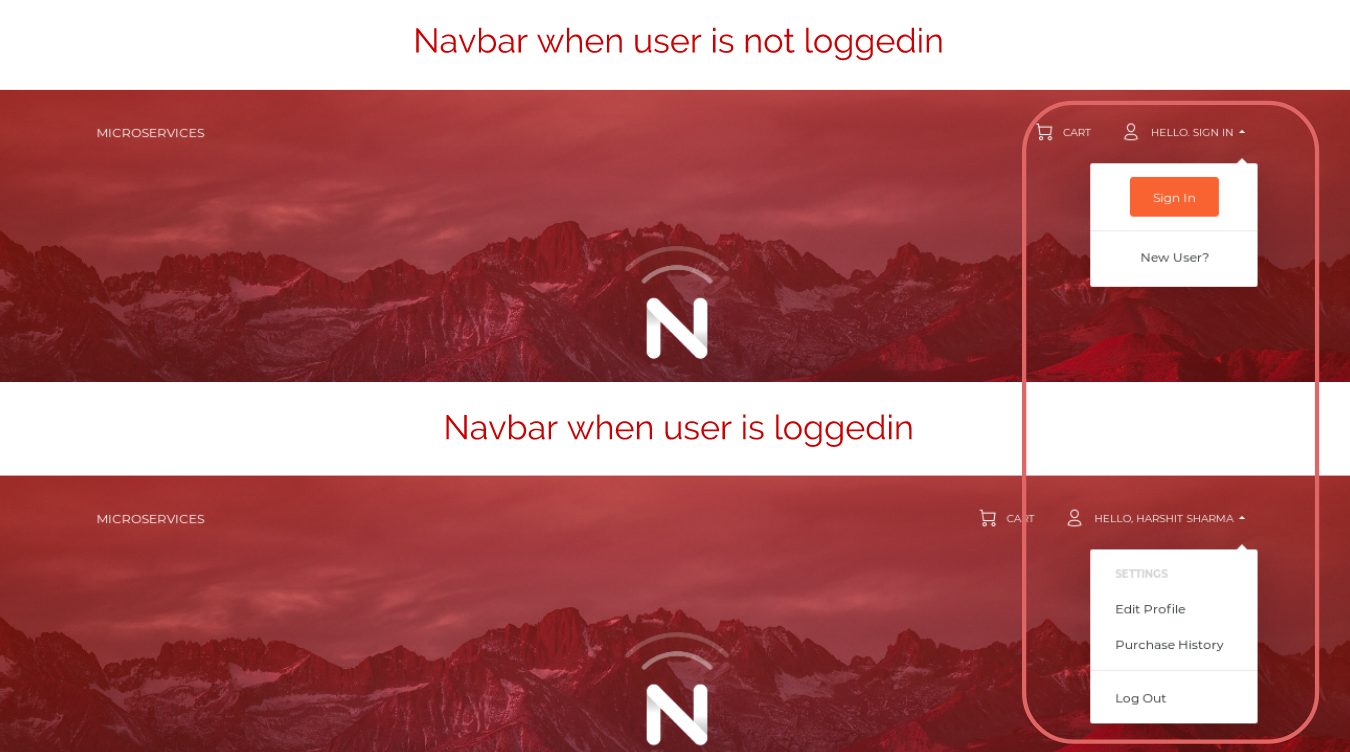 Navbar when user is not loggedin
MICROSERVICES
CART
HELLO. SIGN IN
Sign In
New User?
N
Navbar when user is loggedin
MICROSERVICES
CART
HELLO, HARSHIT SHARMA
SETTINGS
Edit Profile
Purchase History
Log Out
N